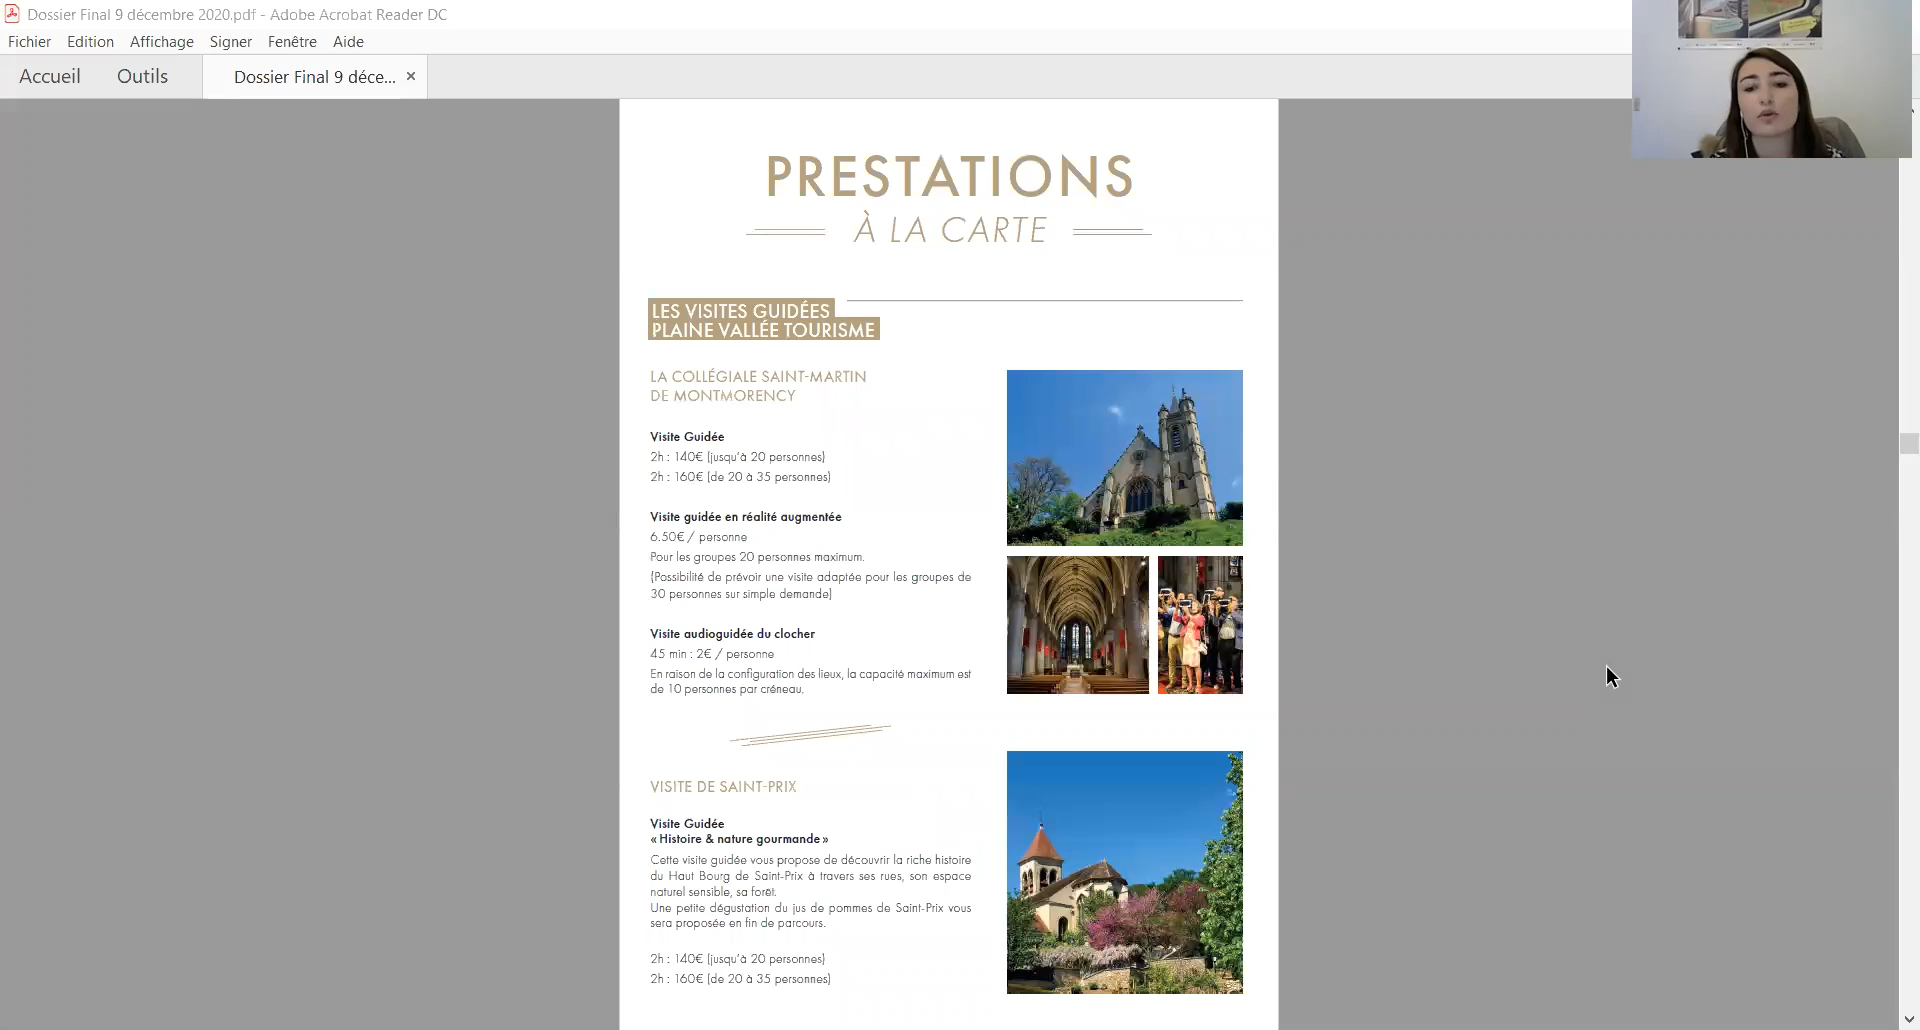 Dossier Final 9 décembre 2020.pdf - Adobe Acrobat Reader DC
Fichier Edition Affichage Signer Fenêtre Aide
Accueil Outils Dossier Final 9 déce... ×
PRESTATIONS
À LA CARTE
LES VISITES GUIDÉES
PLAINE VALLÉE TOURISME
LA COLLÉGIALE SAINT-MARTIN
DE MONTMORENCY
Visite Guidée
2h : 140€ (jusqu'à 20 personnes)
2h : 160€ (de 20 à 35 personnes)
Visite guidée en réalité augmentée
6.50€ / personne
Pour les groupes 20 personnes maximum.
(Possibilité de prévoir une visite adaptée pour les groupes de
30 personnes sur simple demande)
Visite audioguidée du clocher
45 min : 2€ / personne
En raison de la configuration des lieux, la capacité maximum est
de 10 personnes par créneau.
VISITE DE SAINT-PRIX
Visite Guidée
« Histoire & nature gourmande »
Cette visite guidée vous propose de découvrir la riche histoire
du Haut Bourg de Saint-Prix à travers ses rues, son espace
naturel sensible, sa forêt.
Une petite dégustation du jus de pommes de Saint-Prix vous
sera proposée en fin de parcours.
2h : 140€ (jusqu'à 20 personnes)
2h : 160€ (de 20 à 35 personnes)